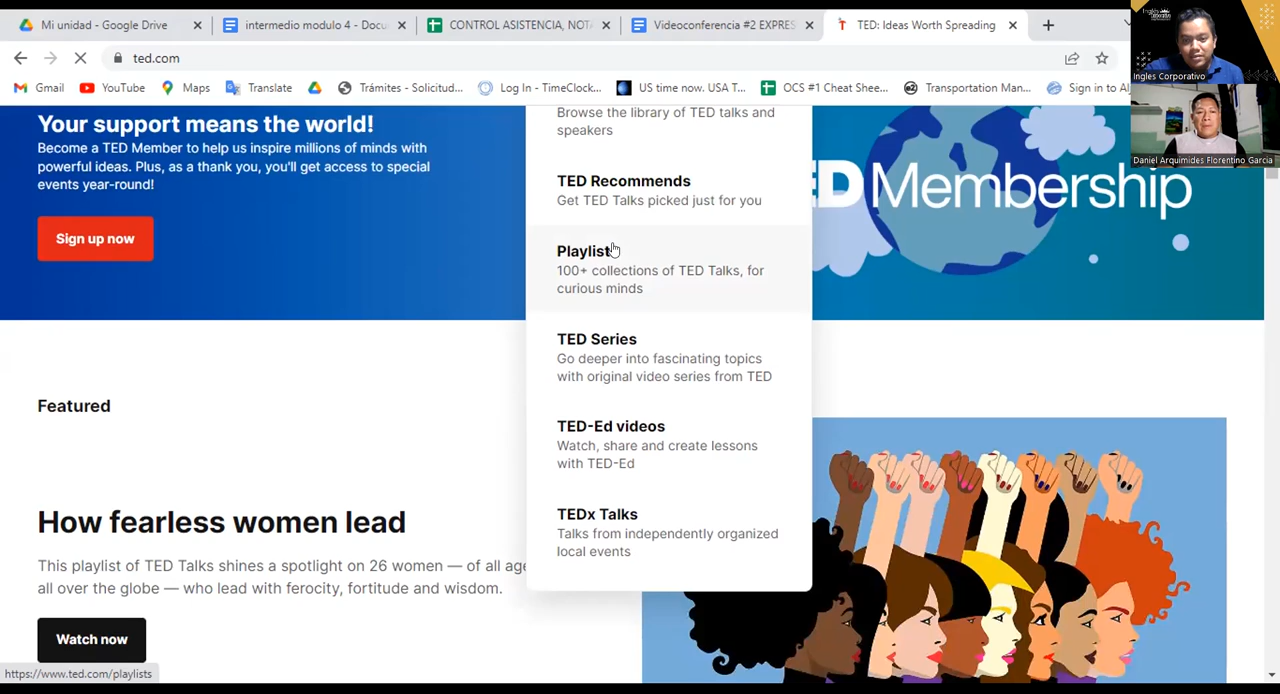 Mi unidad - Google Drive
intermedio modulo 4 - Docu
CONTROL ASISTENCIA, NOTA
Videoconferencia #2 EXPRES
TED: Ideas Worth Spreading
ted.com
Gmail
YouTube
Maps
Translate
Trámites - Solicitud...
Log In - TimeClock...
US time now. USA T...
OCS #1 Cheat Shee...
Transportation Man...
Sign in to Al
Ingles Corporativo
Daniel Arquimides Florentino Garcia
Your support means the world!
Become a TED Member to help us inspire millions of minds with
powerful ideas. Plus, as a thank you, you'll get access to special
events year-round!
Sign up now
Browse the library of TED talks and
speakers
TED Recommends
Get TED Talks picked just for you
Playlist
100+ collections of TED Talks, for
curious minds
TED Series
Go deeper into fascinating topics
with original video series from TED
TED-Ed videos
Watch, share and create lessons
with TED-Ed
TEDx Talks
Talks from independently organized
local events
ED Membership
Featured
How fearless women lead
This playlist of TED Talks shines a spotlight on 26 women — of all age
all over the globe — who lead with ferocity, fortitude and wisdom.
Watch now
https://www.ted.com/playlists